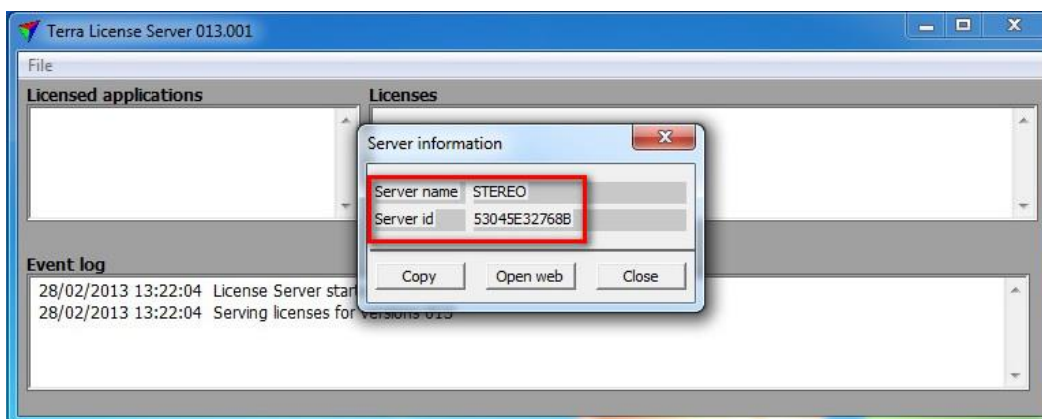 Terra License Server 013.001
File
Licensed applications
Licenses
Server information
Server name STEREO
Server id 53045E32768B
Copy Open web Close
Event log
28/02/2013 13:22:04 License Server
28/02/2013 13:22:04 Serving licenses for versions 013